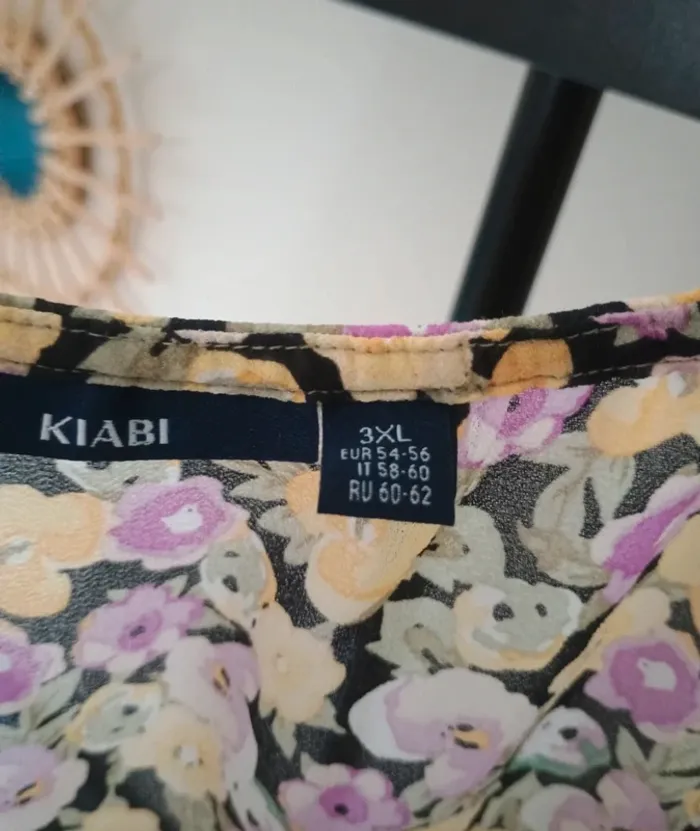 KIABI
3XL
EUR 54-56
IT 58-60
RU 60-62